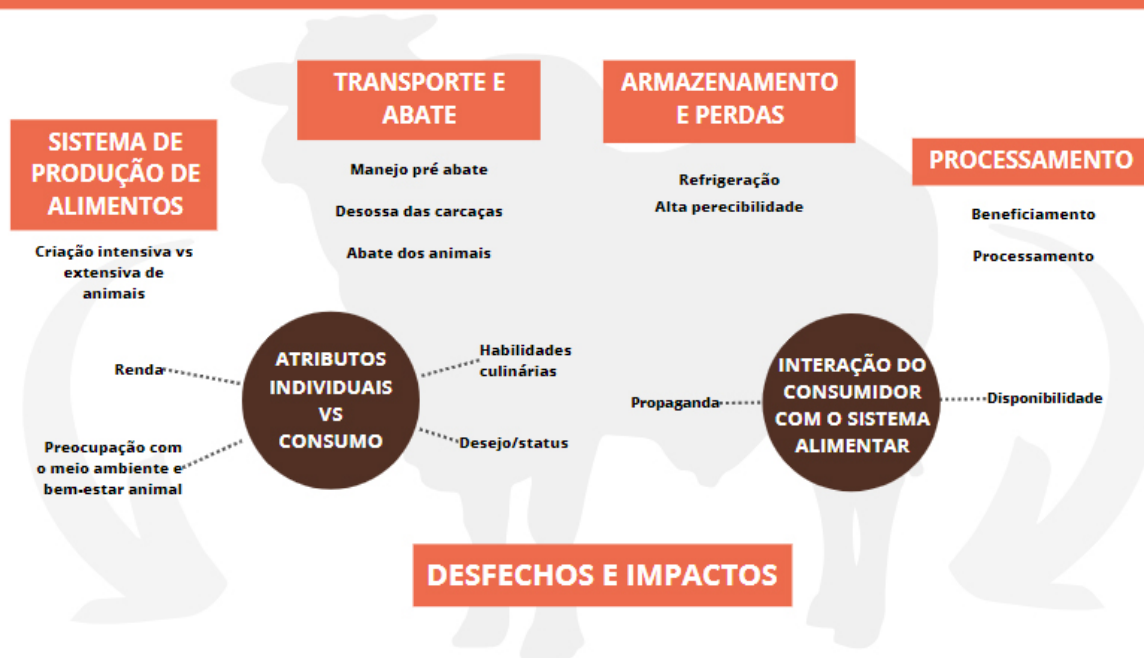 SISTEMA DE
PRODUÇÃO DE
ALIMENTOS
Criação intensiva vs
extensiva de
animais
TRANSPORTE E
ABATE
Manejo pré abate
Desossa das carcaças
Abate dos animais
ARMAZENAMENTO
E PERDAS
Refrigeração
Alta perecibilidade
PROCESSAMENTO
Beneficiamento
Processamento
ATRIBUTOS
INDIVIDUAIS
VS
CONSUMO
Renda
Preocupação com
o meio ambiente e
bem-estar animal
Habilidades
culinárias
Desejo/status
INTERAÇÃO DO
CONSUMIDOR
COM O SISTEMA
ALIMENTAR
Propaganda
Disponibilidade
DESFECHOS E IMPACTOS